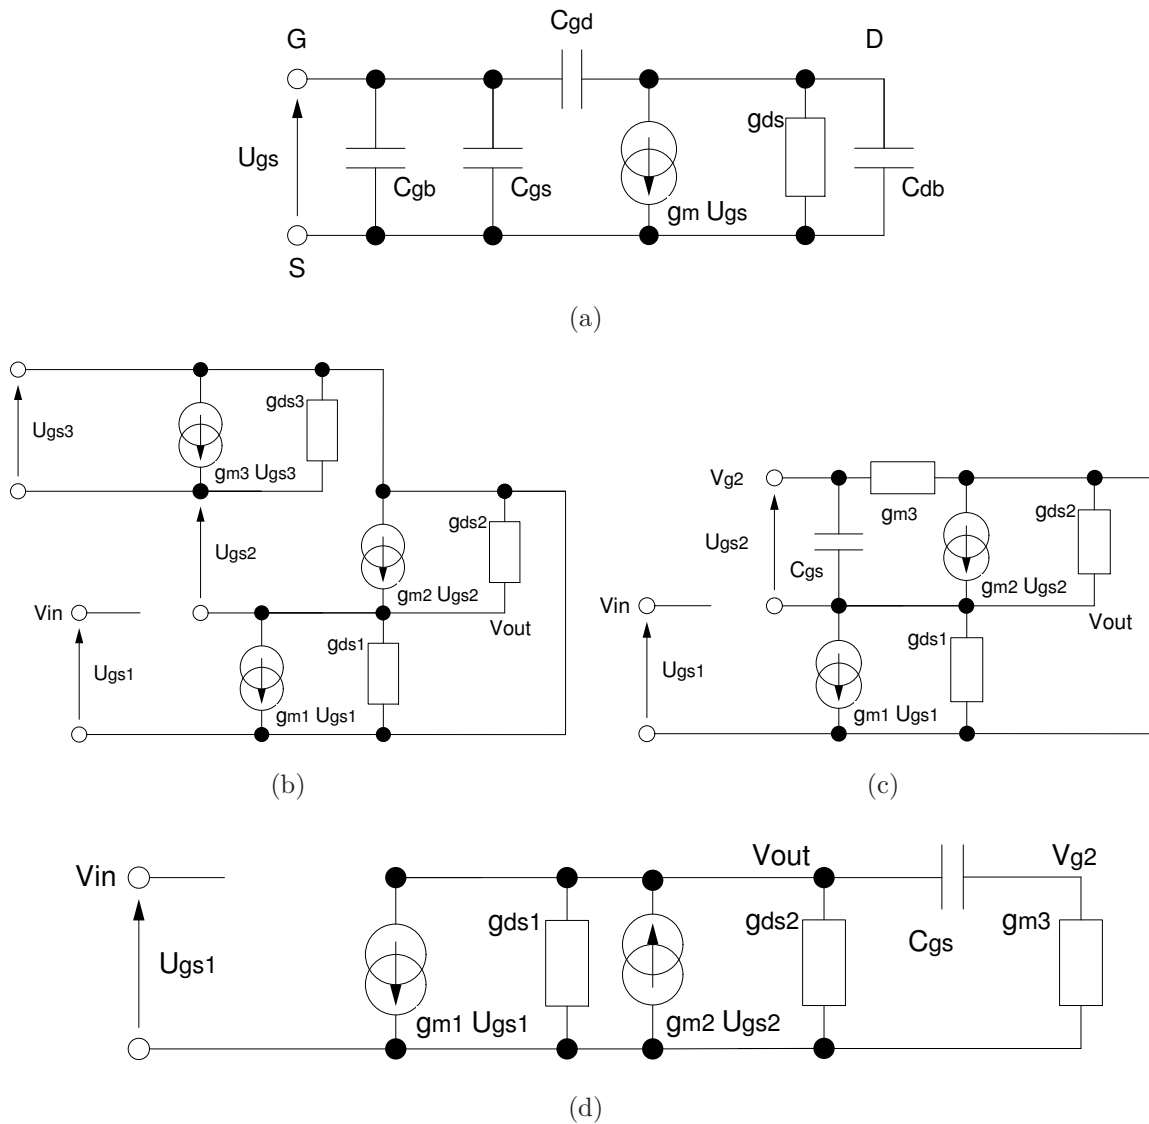 Cgd
G
D
gds
Ugs
Cgb
Cgs
gm Ugs
Cdb
S
(a)
gds3
Ugs3
gm3 Ugs3
gds2
Ugs2
gm2 Ugs2
Vin
Vout
gds1
Ugs1
gm1 Ugs1
(b)
Vg2
gm3
gds2
Ugs2
Cgs
gm2 Ugs2
Vin
Vout
gds1
Ugs1
gm1 Ugs1
(c)
Vin
Vout
Vg2
gds1
gds2
gm3
Cgs
Ugs1
gm1 Ugs1
gm2 Ugs2
(d)